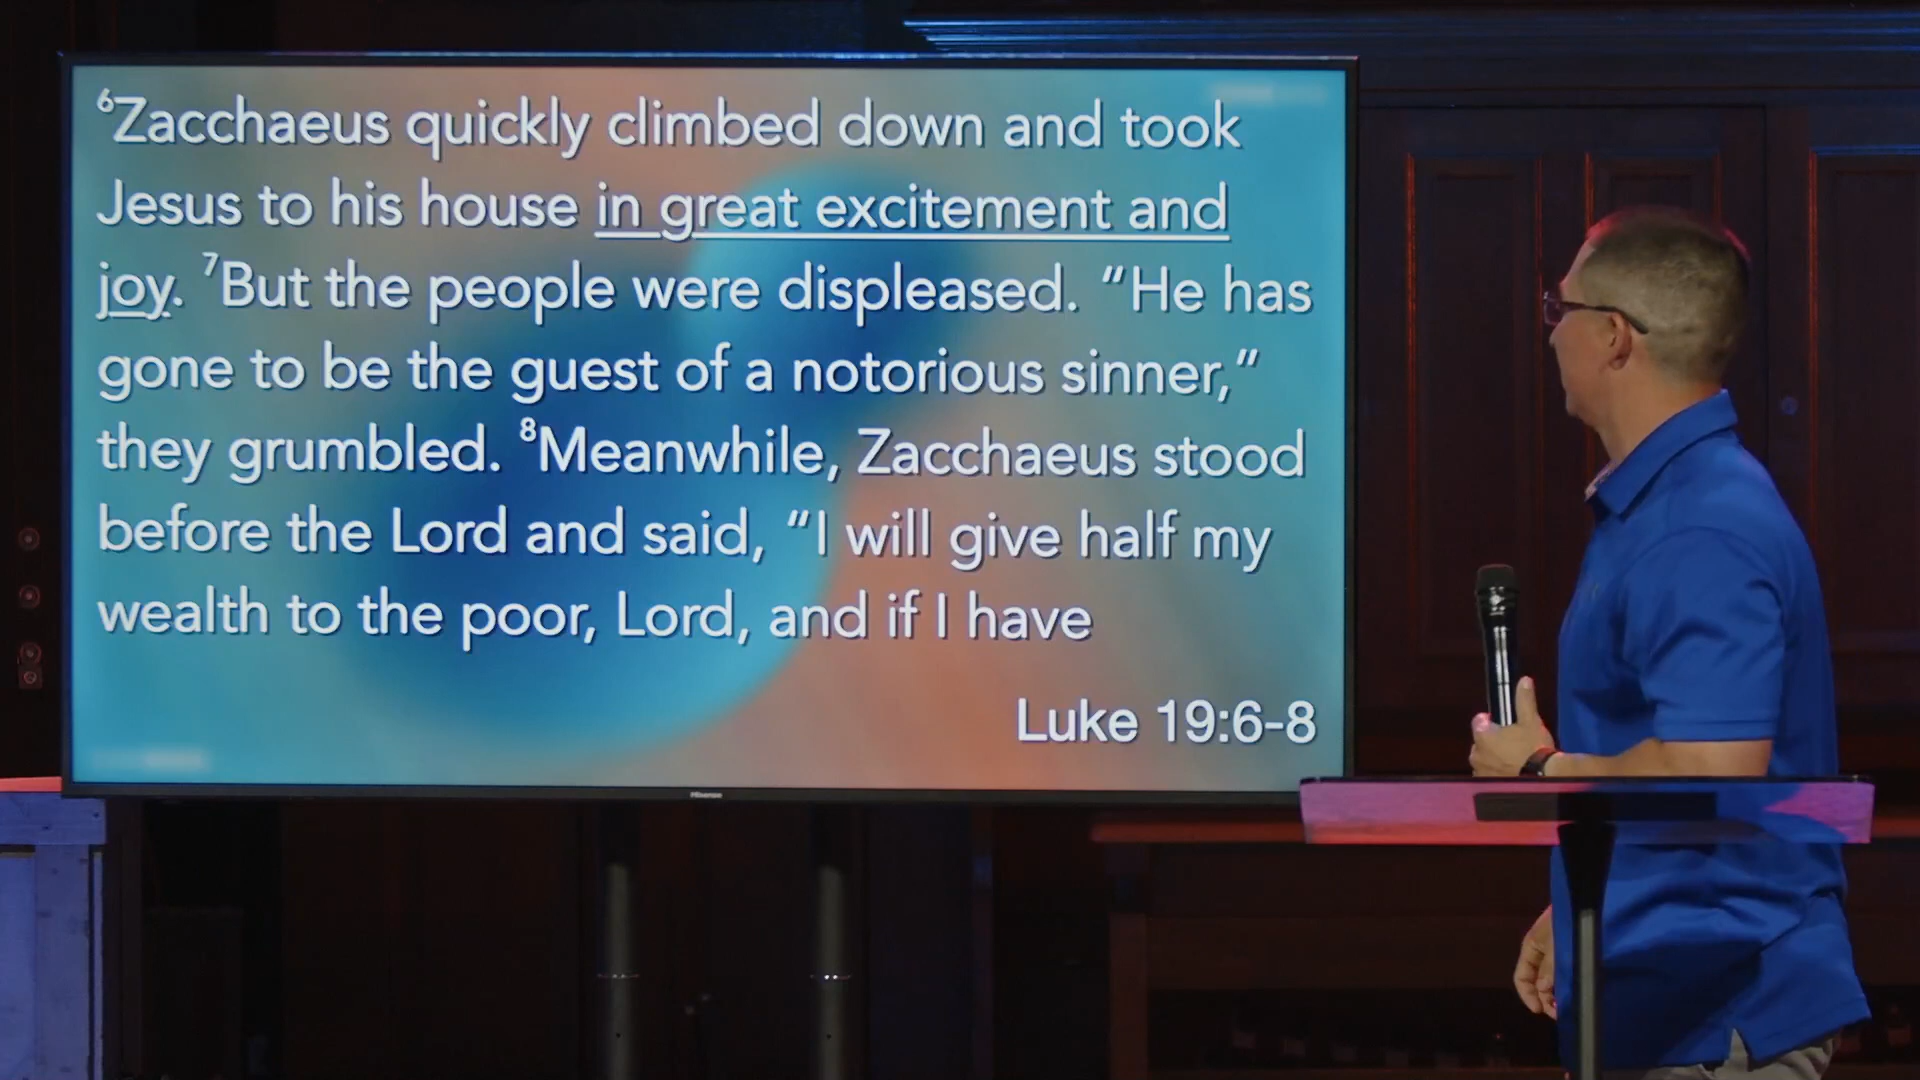 ⁶Zacchaeus quickly climbed down and took
Jesus to his house in great excitement and
joy. ⁷But the people were displeased. “He has
gone to be the guest of a notorious sinner,”
they grumbled. ⁸Meanwhile, Zacchaeus stood
before the Lord and said, “I will give half my
wealth to the poor, Lord, and if I have
Luke 19:6-8
Hisense